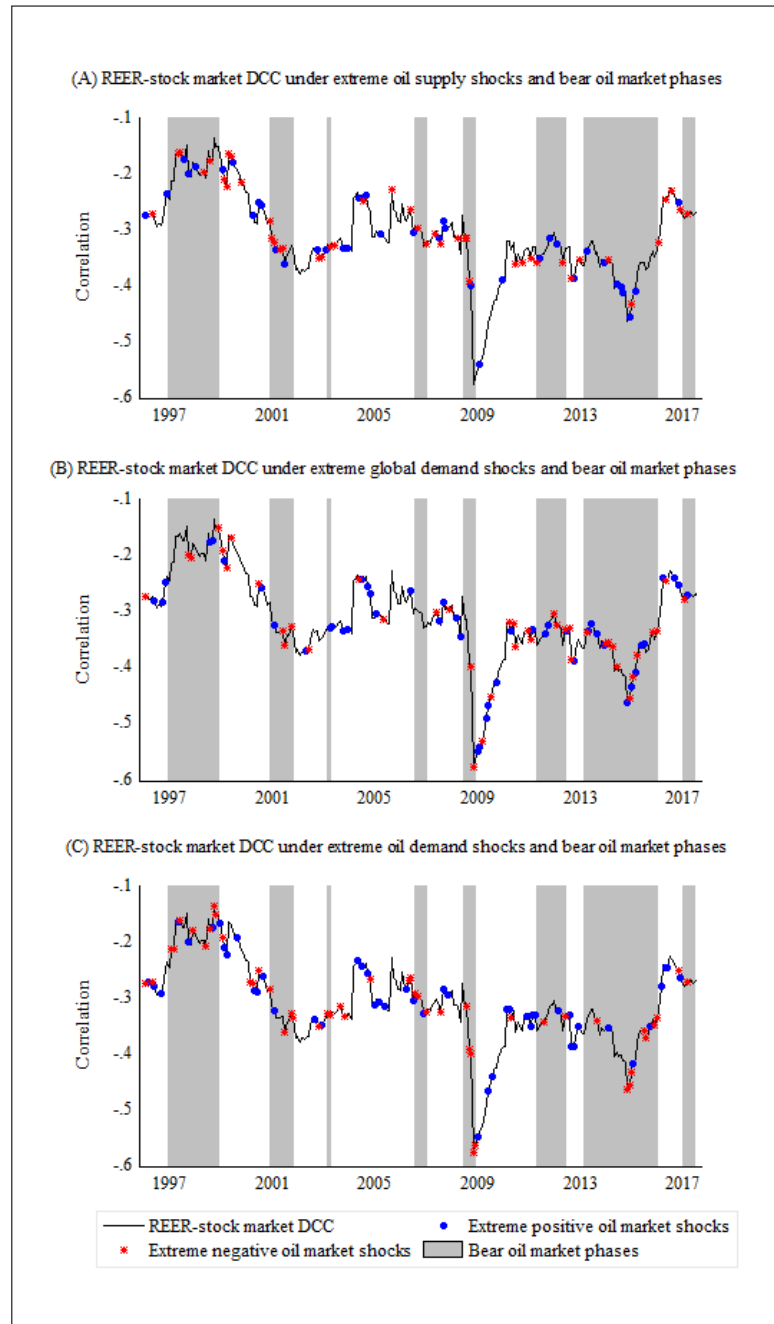 (A) REER-stock market DCC under extreme oil supply shocks and bear oil market phases
-.1
-.2
-.3
-.4
-.5
-.6
Correlation
1997 2001 2005 2009 2013 2017
(B) REER-stock market DCC under extreme global demand shocks and bear oil market phases
-.1
-.2
-.3
-.4
-.5
-.6
Correlation
1997 2001 2005 2009 2013 2017
(C) REER-stock market DCC under extreme oil demand shocks and bear oil market phases
-.1
-.2
-.3
-.4
-.5
-.6
Correlation
1997 2001 2005 2009 2013 2017
REER-stock market DCC Extreme positive oil market shocks
Extreme negative oil market shocks Bear oil market phases